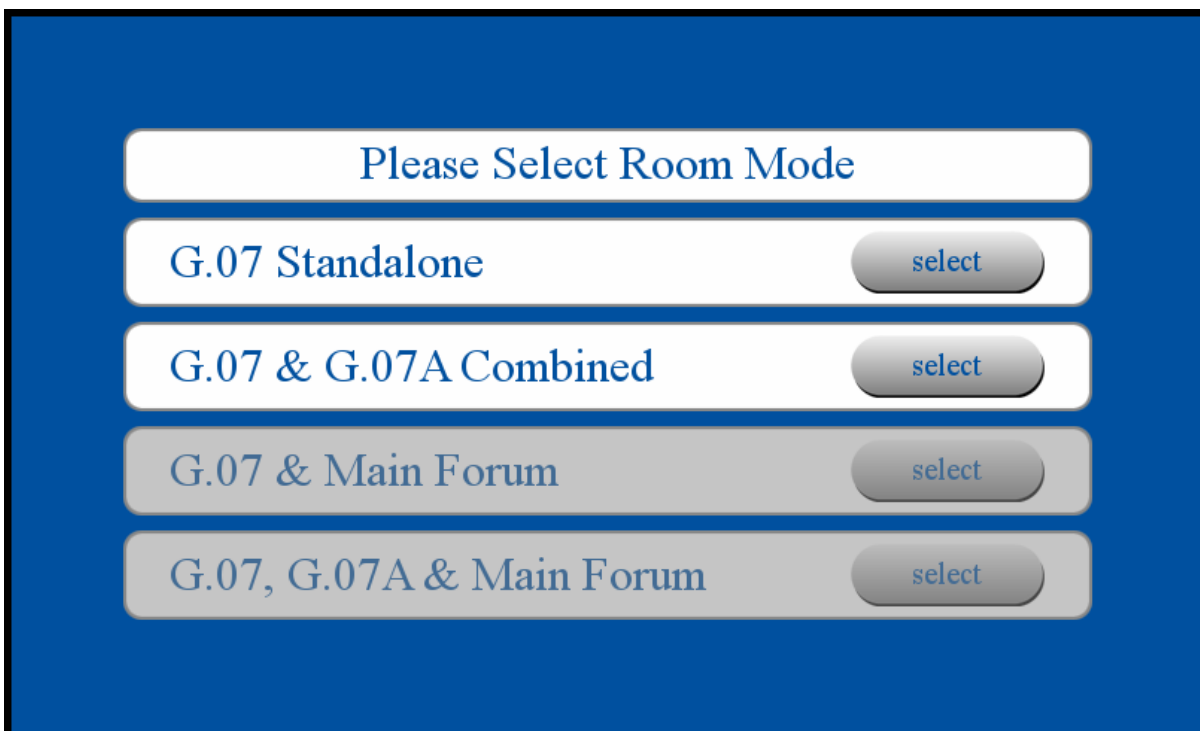 Please Select Room Mode
G.07 Standalone select
G.07 & G.07A Combined select
G.07 & Main Forum select
G.07, G.07A & Main Forum select